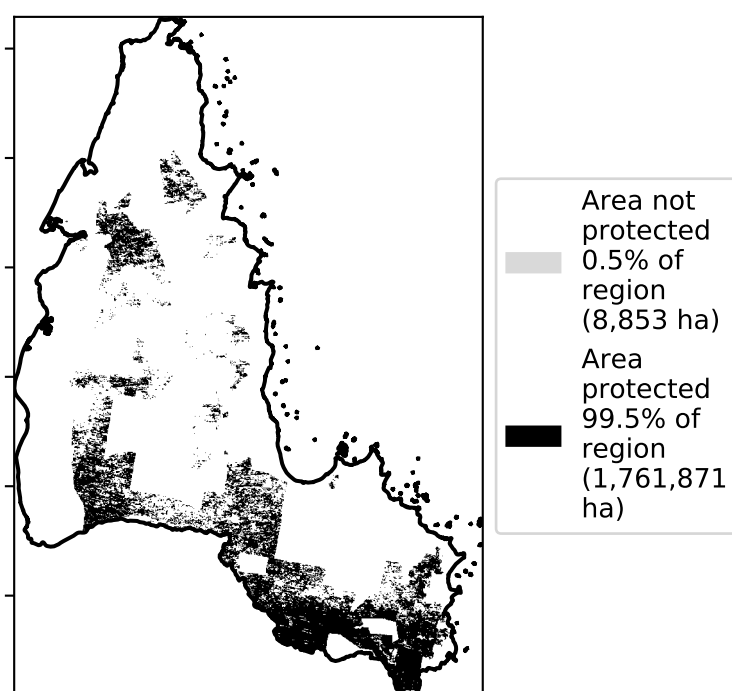 Area not
protected
0.5% of
region
(8,853 ha)
Area
protected
99.5% of
region
(1,761,871
ha)